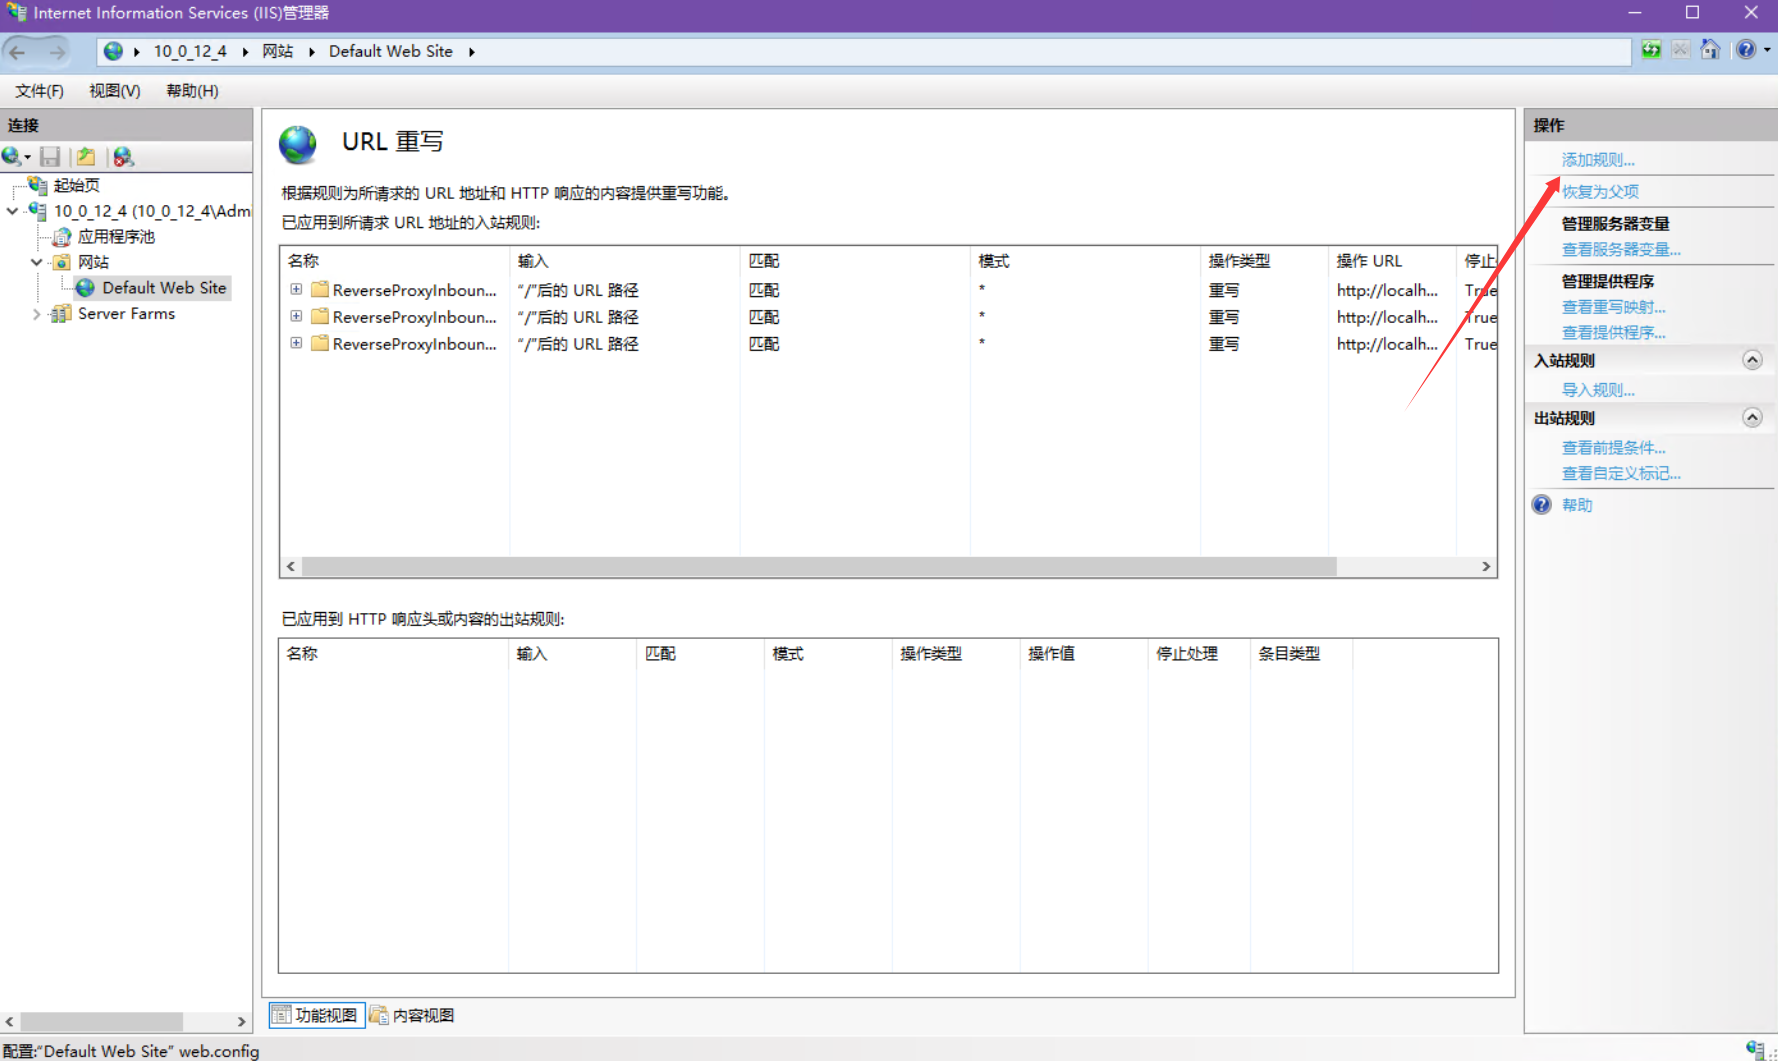 Internet Information Services (IIS)管理器
10_0_12_4 网站 Default Web Site
文件(F) 视图(V) 帮助(H)
连接
起始页
10_0_12_4 (10_0_12_4\Admi
应用程序池
网站
Default Web Site
Server Farms
URL 重写
根据规则为所请求的 URL 地址和 HTTP 响应的内容提供重写功能。
已应用到所请求 URL 地址的入站规则:
名称 输入 匹配 模式 操作类型 操作 URL 停止
ReverseProxyInboun... “/”后的 URL 路径 匹配 * 重写 http://localh... True
ReverseProxyInboun... “/”后的 URL 路径 匹配 * 重写 http://localh... True
ReverseProxyInboun... “/”后的 URL 路径 匹配 * 重写 http://localh... True
已应用到 HTTP 响应头或内容的出站规则:
名称 输入 匹配 模式 操作类型 操作值 停止处理 条目类型
功能视图 内容视图
操作
添加规则...
恢复为父项
管理服务器变量
查看服务器变量...
管理提供程序
查看重写映射...
查看提供程序...
入站规则
导入规则...
出站规则
查看前提条件...
查看自定义标记...
帮助
配置:“Default Web Site” web.config